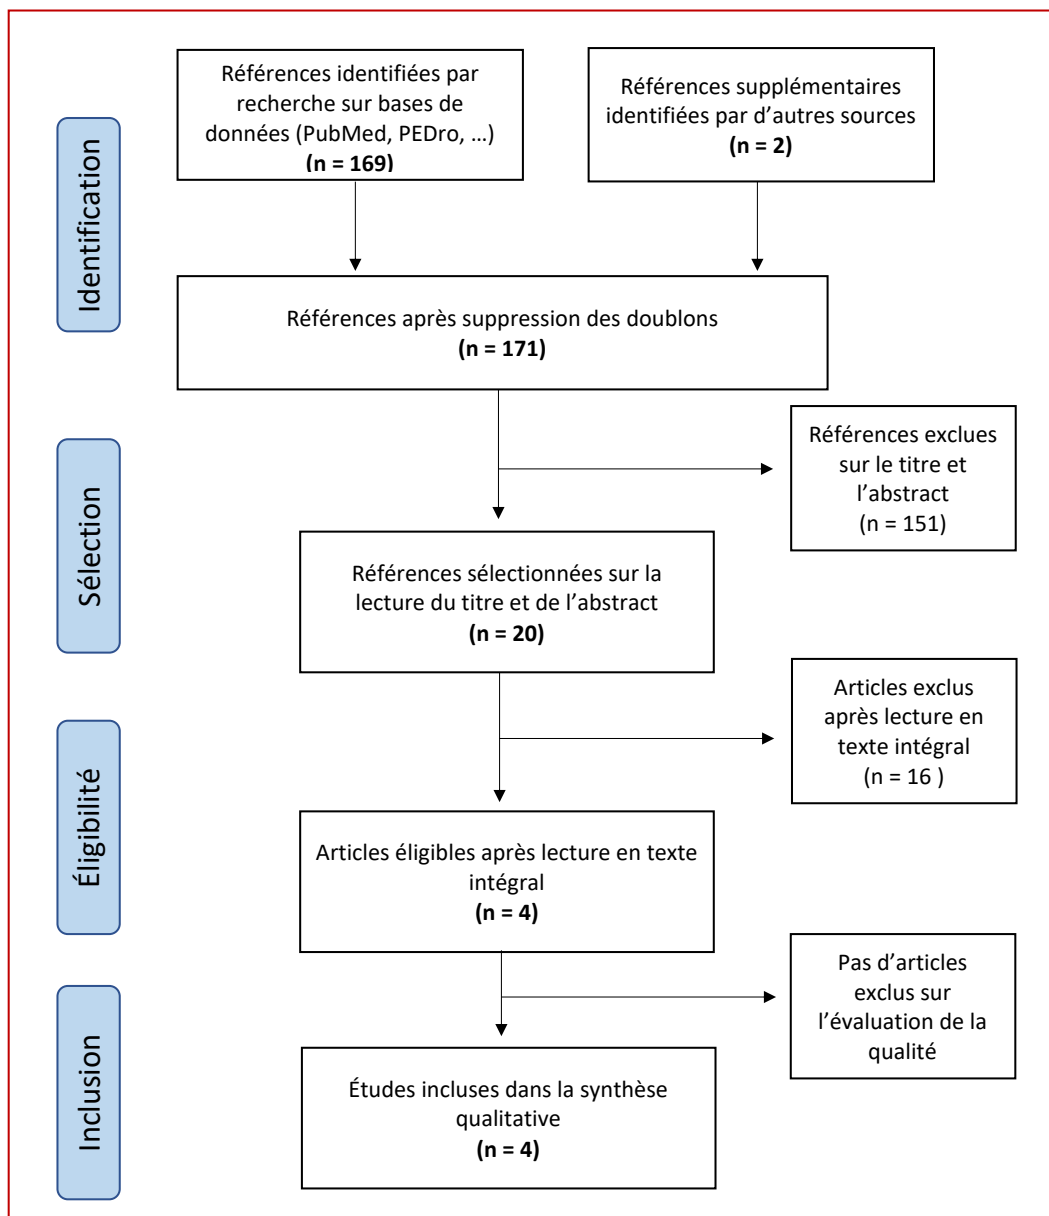 Identification
Références identifiées par
recherche sur bases de
données (PubMed, PEDro, …)
(n = 169)
Références supplémentaires
identifiées par d’autres sources
(n = 2)
Références après suppression des doublons
(n = 171)
Sélection
Références exclues
sur le titre et
l’abstract
(n = 151)
Références sélectionnées sur la
lecture du titre et de l’abstract
(n = 20)
Éligibilité
Articles exclus
après lecture en
texte intégral
(n = 16 )
Articles éligibles après lecture en texte
intégral
(n = 4)
Inclusion
Pas d’articles
exclus sur
l’évaluation de la
qualité
Études incluses dans la synthèse
qualitative
(n = 4)